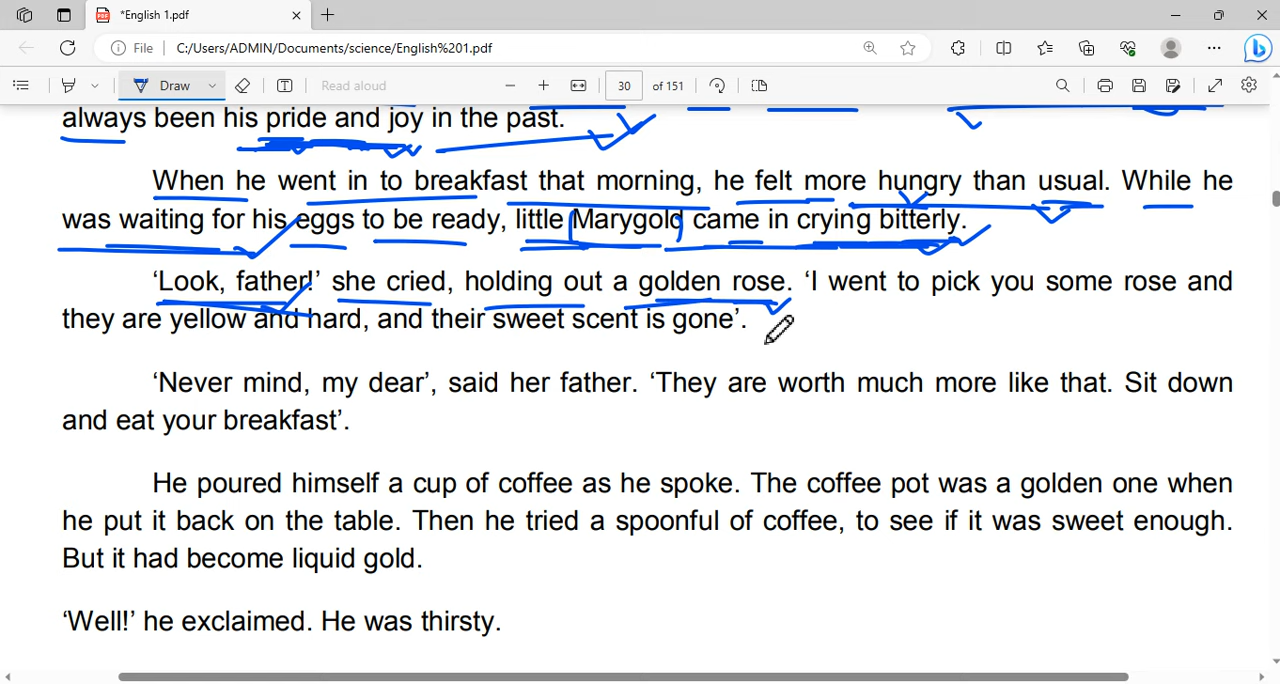 *English 1.pdf
File C:/Users/ADMIN/Documents/science/English%201.pdf
Draw Read aloud 30 of 151
always been his pride and joy in the past.
When he went in to breakfast that morning, he felt more hungry than usual. While he
was waiting for his eggs to be ready, little Marygold came in crying bitterly.
‘Look, father!’ she cried, holding out a golden rose. ‘I went to pick you some rose and
they are yellow and hard, and their sweet scent is gone’.
‘Never mind, my dear’, said her father. ‘They are worth much more like that. Sit down
and eat your breakfast’.
He poured himself a cup of coffee as he spoke. The coffee pot was a golden one when
he put it back on the table. Then he tried a spoonful of coffee, to see if it was sweet enough.
But it had become liquid gold.
‘Well!’ he exclaimed. He was thirsty.